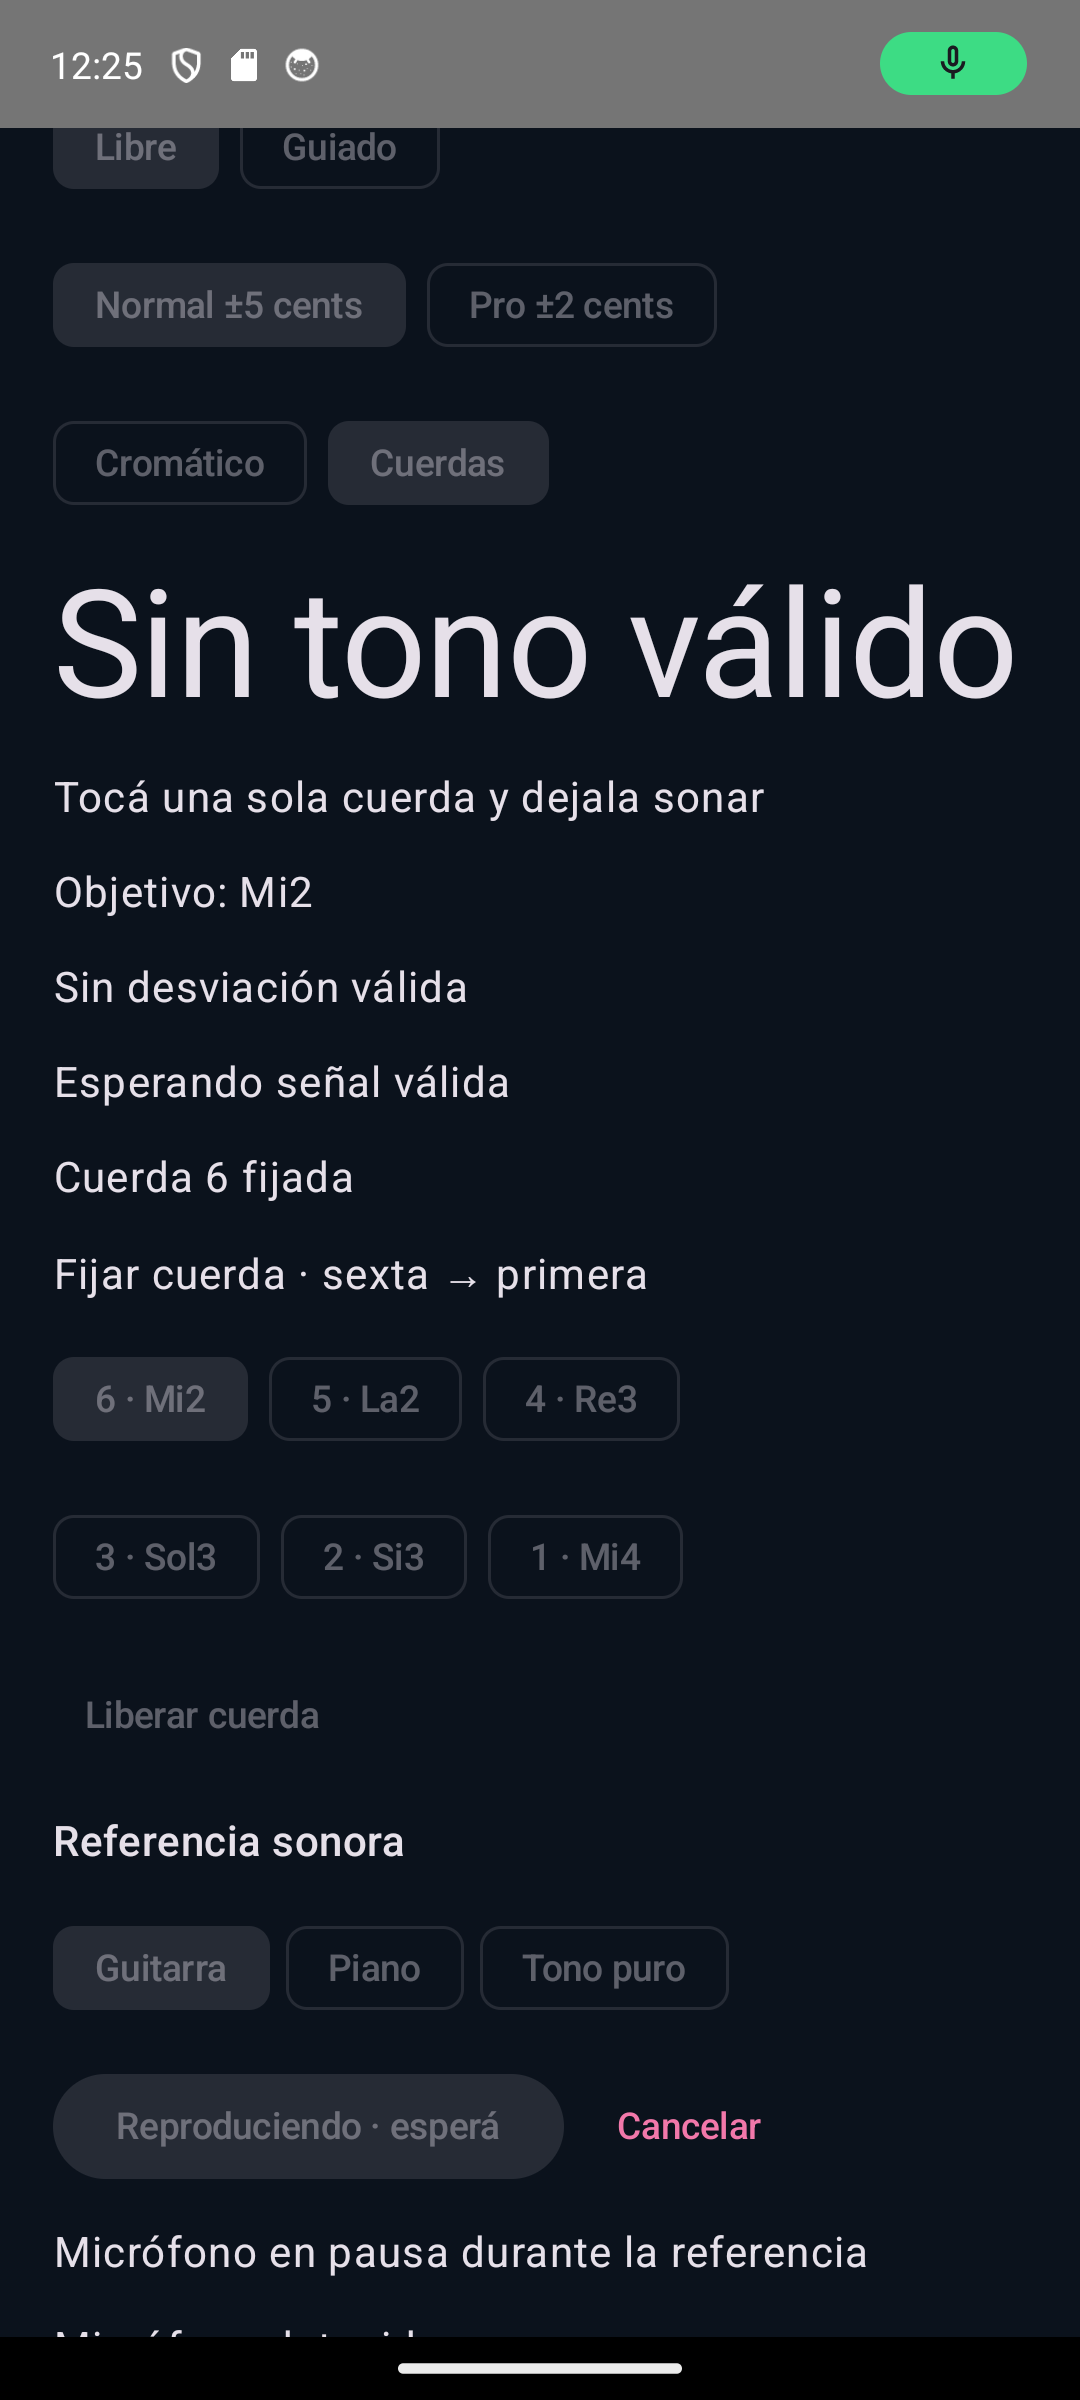 12:25
Libre Guiado
Normal ±5 cents Pro ±2 cents
Cromático Cuerdas
Sin tono válido
Tocá una sola cuerda y dejala sonar
Objetivo: Mi2
Sin desviación válida
Esperando señal válida
Cuerda 6 fijada
Fijar cuerda · sexta → primera
6 · Mi2 5 · La2 4 · Re3
3 · Sol3 2 · Si3 1 · Mi4
Liberar cuerda
Referencia sonora
Guitarra Piano Tono puro
Reproduciendo · esperá Cancelar
Micrófono en pausa durante la referencia